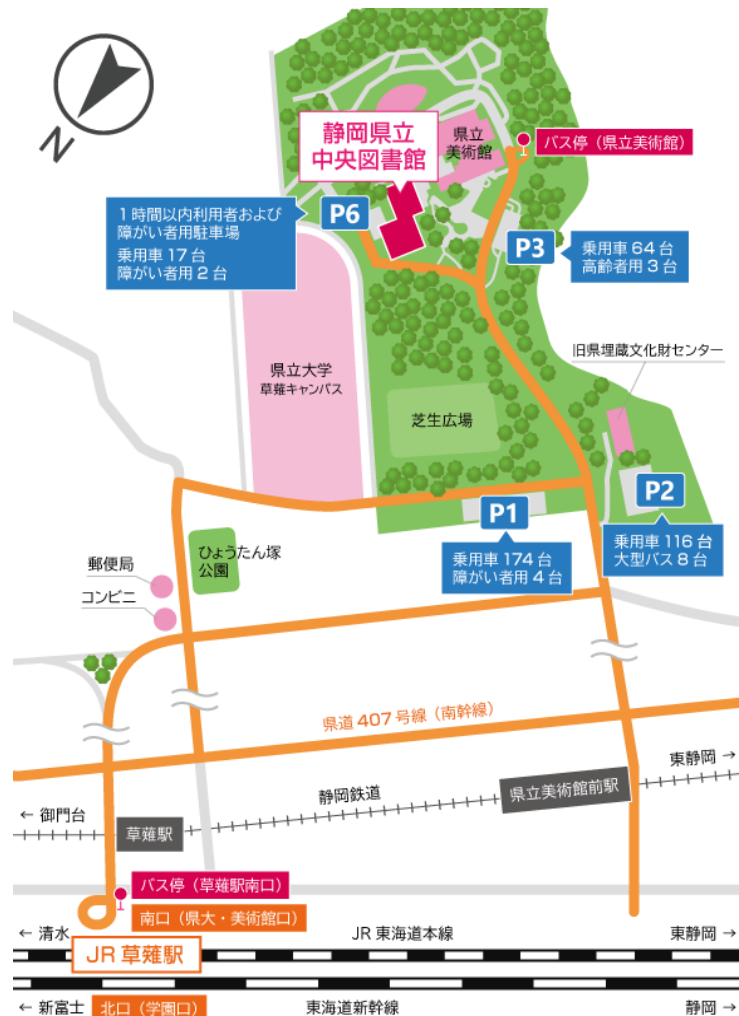 N
静岡県立
中央図書館
県立
美術館
バス停（県立美術館）
1時間以内利用者および
障がい者用駐車場
乗用車 17 台
障がい者用 2 台
P6
P3
乗用車 64 台
高齢者用 3 台
旧県埋蔵文化財センター
県立大学
草薙キャンパス
芝生広場
P1
P2
乗用車 174 台
障がい者用 4 台
乗用車 116 台
大型バス 8 台
ひょうたん塚
公園
郵便局
コンビニ
県道 407 号線（南幹線）
東静岡 →
静岡鉄道
県立美術館前駅
← 御門台
草薙駅
バス停（草薙駅南口）
南口（県大・美術館口）
← 清水
JR 東海道本線
東静岡 →
JR 草薙駅
← 新富士
北口（学園口）
東海道新幹線
静岡 →